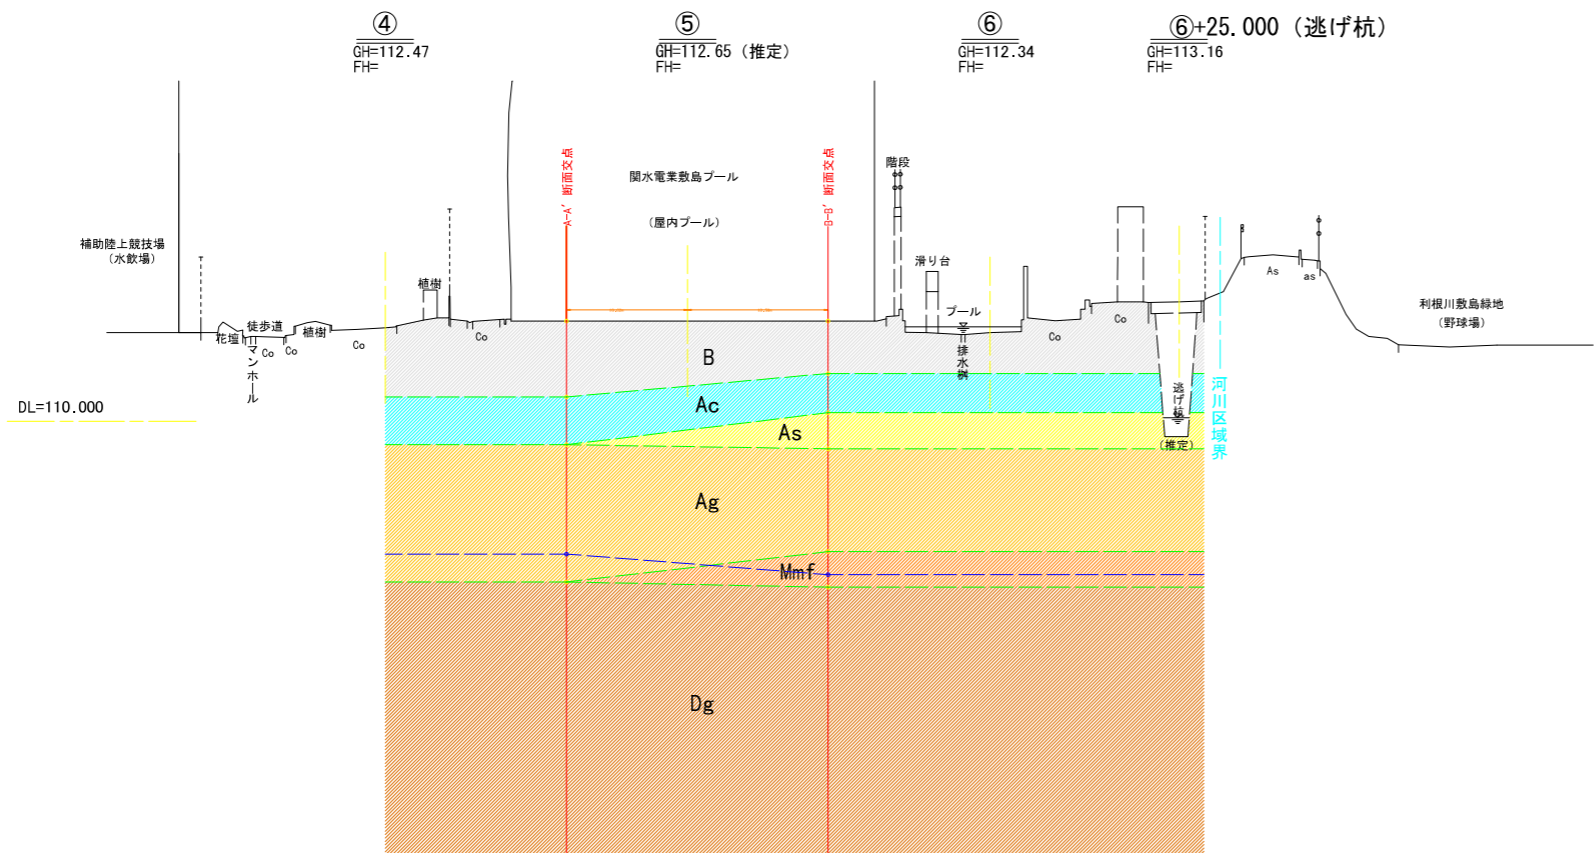 ④
GH=112.47
FH=
⑤
GH=112.65 (推定)
FH=
⑥
GH=112.34
FH=
⑥+25.000 (逃げ杭)
GH=113.16
FH=
A-A' 断面交点
B-B' 断面交点
関水電業敷島プール
(屋内プール)
階段
滑り台
プール
排水桝
補助陸上競技場
(水飲場)
植樹
花壇
徒歩道
植樹
マンホール
Co
Co
Co
Co
Co
Co
As
as
利根川敷島緑地
(野球場)
逃げ杭
(推定)
河川区域界
DL=110.000
B
Ac
As
Ag
Mmf
Dg